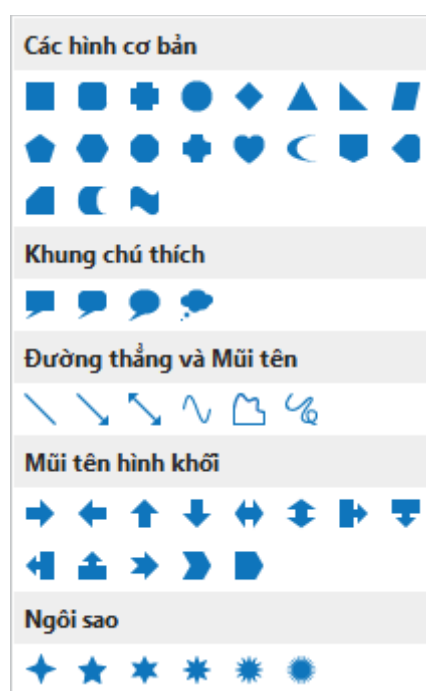 Các hình cơ bản
Khung chú thích
Đường thẳng và Mũi tên
Mũi tên hình khối
Ngôi sao